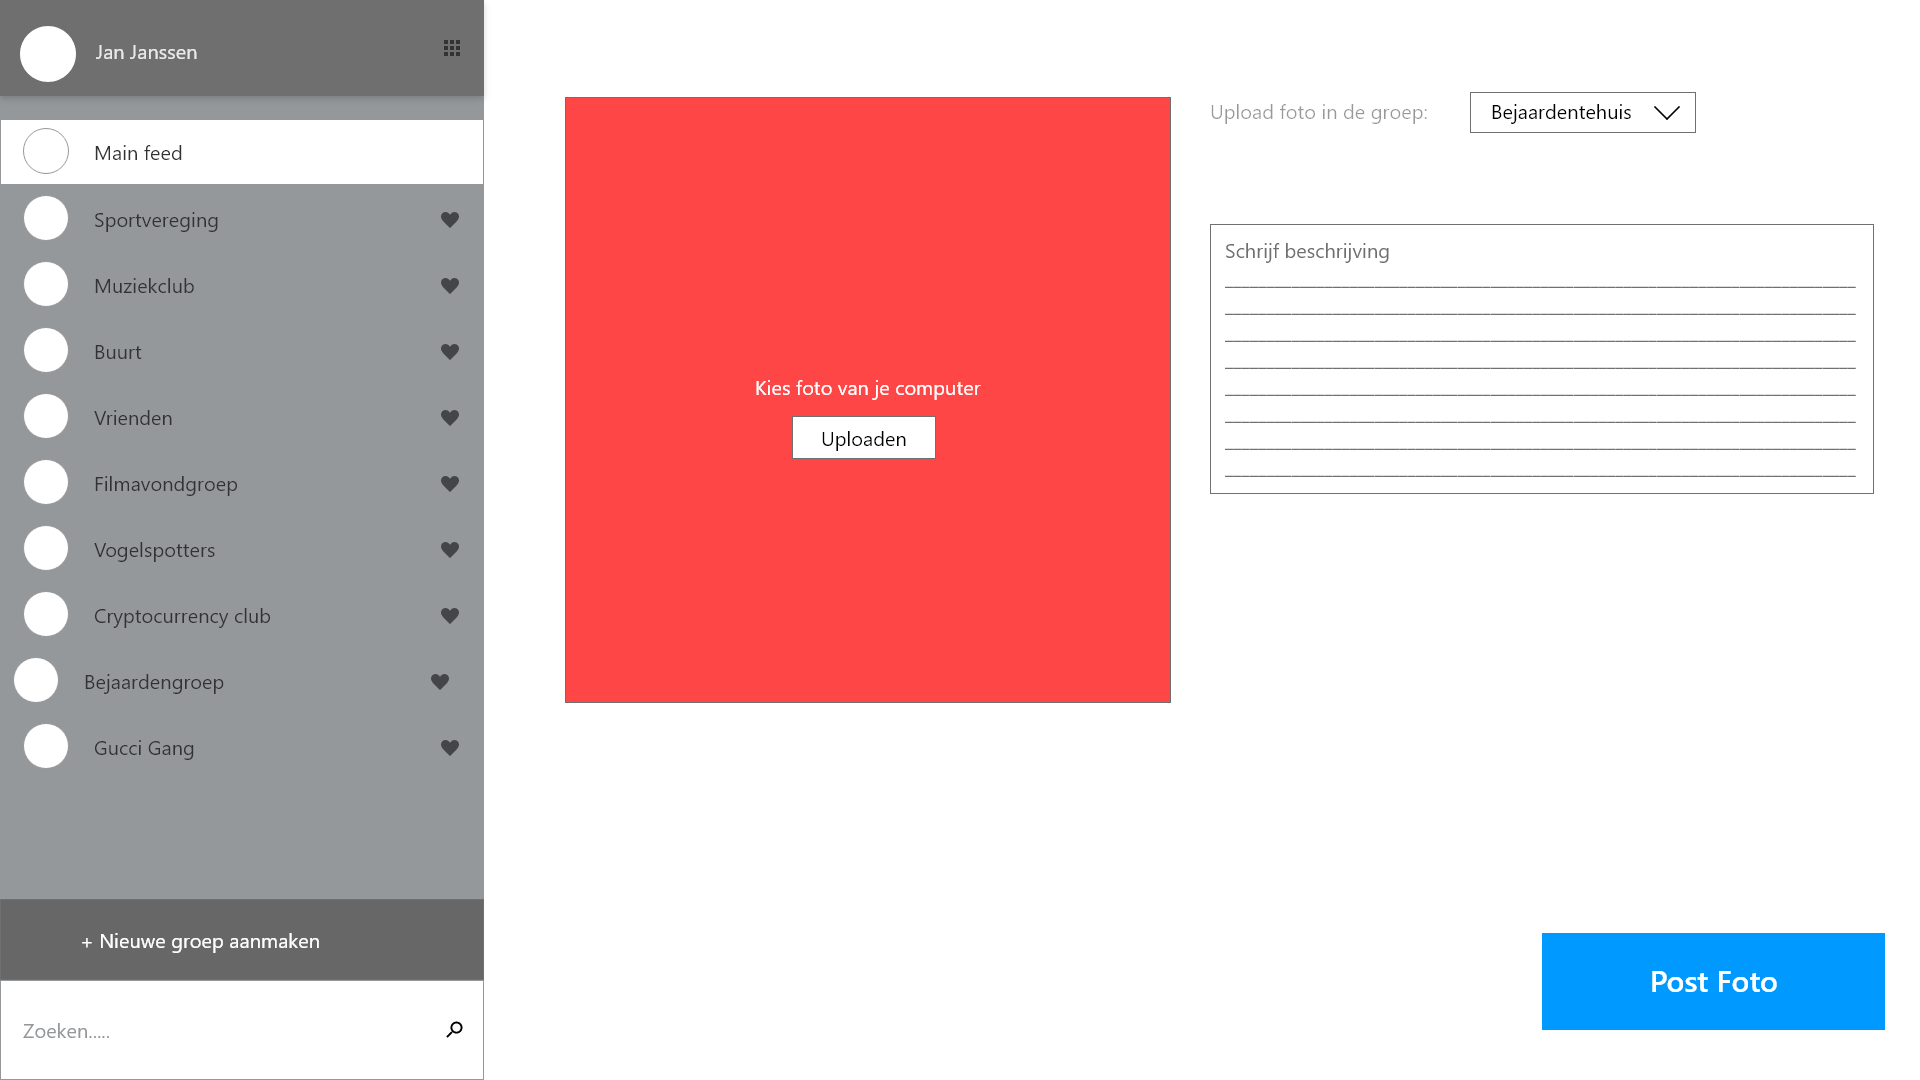 Jan Janssen
Main feed
Sportvereging
Muziekclub
Buurt
Vrienden
Filmavondgroep
Vogelspotters
Cryptocurrency club
Bejaardengroep
Gucci Gang
+ Nieuwe groep aanmaken
Zoeken.....
Kies foto van je computer
Uploaden
Upload foto in de groep:
Bejaardentehuis
Schrijf beschrijving
Post Foto